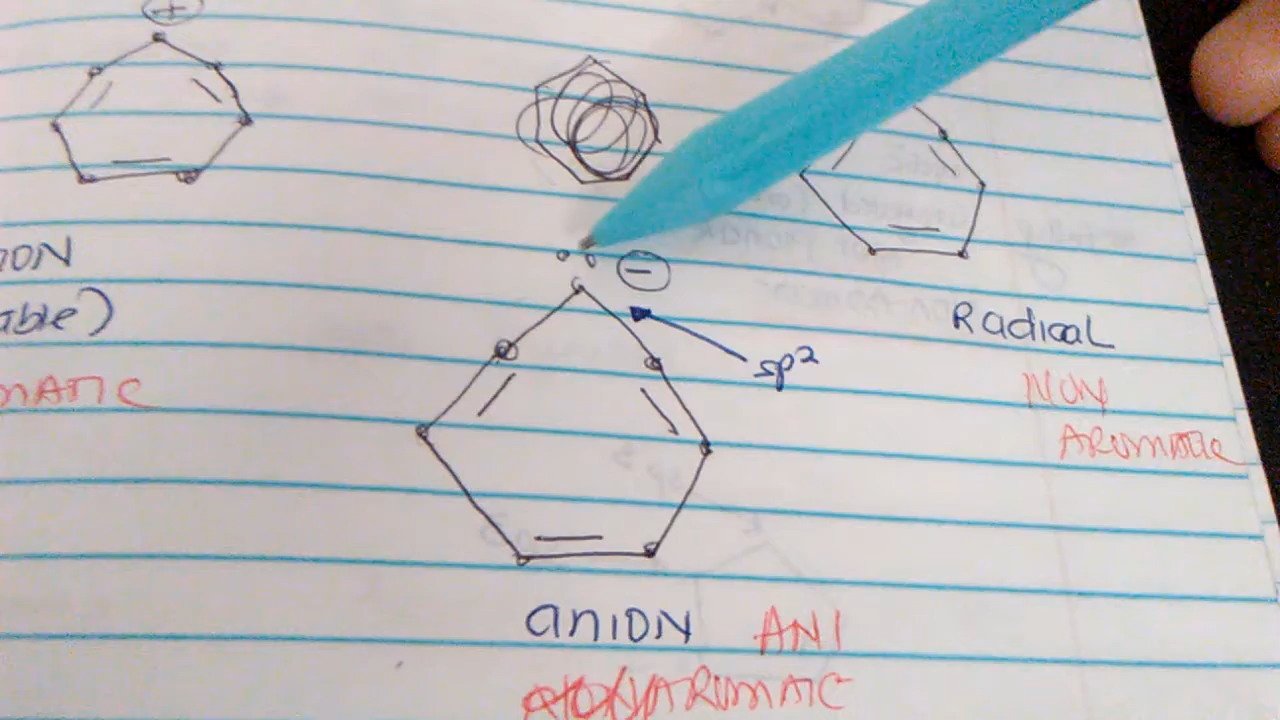 +
ION
able)
MATIC
−
sp²
Radical
NON
AROMATIC
anION ANI
AROMATIC